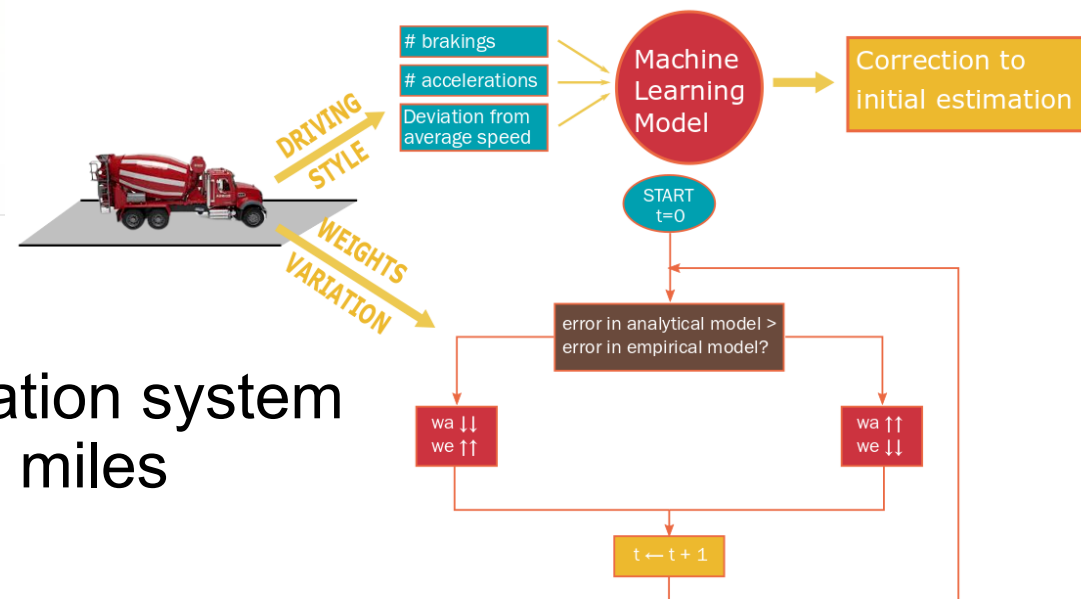 # brakings
# accelerations
Deviation from
average speed
Machine
Learning
Model
Correction to
initial estimation
DRIVING
STYLE
WEIGHTS
VARIATION
START
t=0
error in analytical model >
error in empirical model?
wa ↓↓
we ↑↑
wa ↑↑
we ↓↓
t ← t + 1
ation system
miles